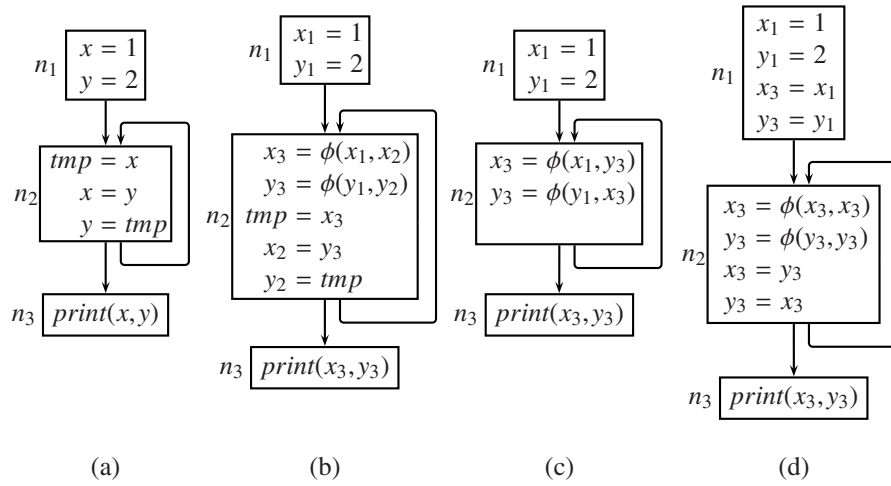 n₁
x = 1
y = 2
n₂
tmp = x
x = y
y = tmp
n₃
print(x,y)
(a)
n₁
x₁ = 1
y₁ = 2
n₂
x₃ = ϕ(x₁,x₂)
y₃ = ϕ(y₁,y₂)
tmp = x₃
x₂ = y₃
y₂ = tmp
n₃
print(x₃,y₃)
(b)
n₁
x₁ = 1
y₁ = 2
n₂
x₃ = ϕ(x₁,y₃)
y₃ = ϕ(y₁,x₃)
n₃
print(x₃,y₃)
(c)
n₁
x₁ = 1
y₁ = 2
x₃ = x₁
y₃ = y₁
n₂
x₃ = ϕ(x₃,x₃)
y₃ = ϕ(y₃,y₃)
x₃ = y₃
y₃ = x₃
n₃
print(x₃,y₃)
(d)